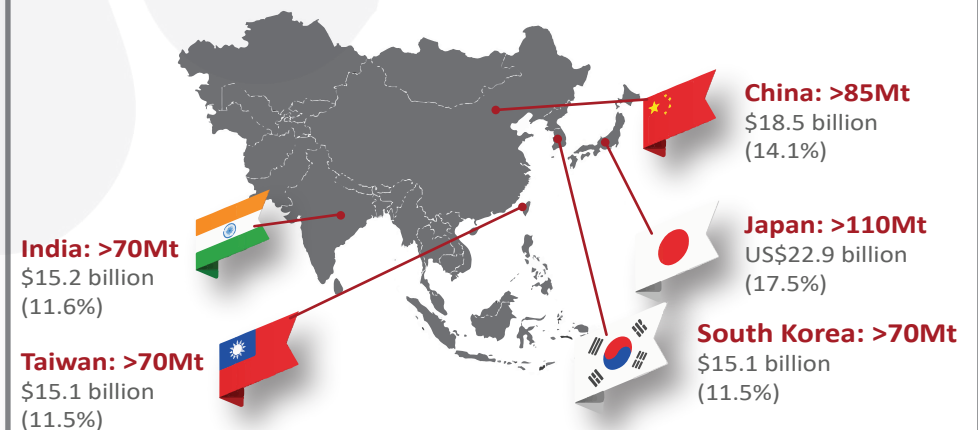 China: >85Mt
$18.5 billion
(14.1%)
Japan: >110Mt
US$22.9 billion
(17.5%)
India: >70Mt
$15.2 billion
(11.6%)
South Korea: >70Mt
$15.1 billion
(11.5%)
Taiwan: >70Mt
$15.1 billion
(11.5%)